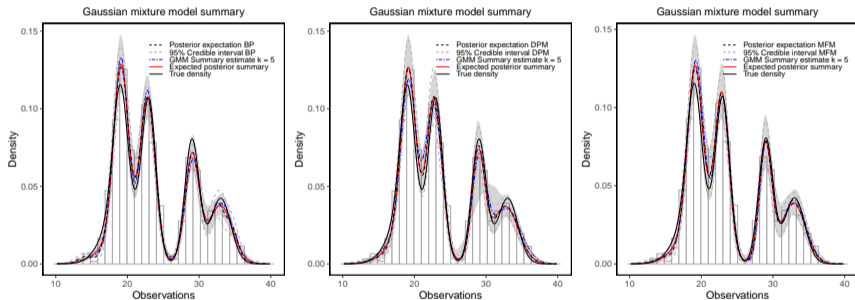 Gaussian mixture model summary
0.15
0.10
0.05
0.00
Density
10
20
30
40
Observations
Posterior expectation BP
95% Credible interval BP
GMM Summary estimate k = 5
Expected posterior summary
True density
Gaussian mixture model summary
0.15
0.10
0.05
0.00
Density
10
20
30
40
Observations
Posterior expectation DPM
95% Credible interval DPM
GMM Summary estimate k = 5
Expected posterior summary
True density
Gaussian mixture model summary
0.15
0.10
0.05
0.00
Density
10
20
30
40
Observations
Posterior expectation MFM
95% Credible interval MFM
GMM Summary estimate k = 5
Expected posterior summary
True density